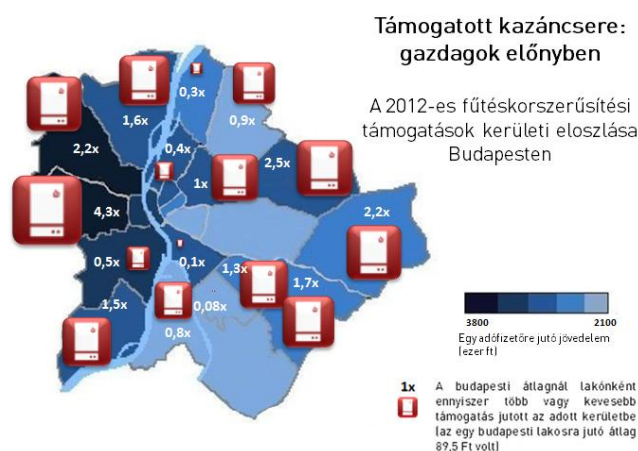 Támogatott kazáncsere:
gazdagok előnyben
A 2012-es fűtéskorszerűsítési
támogatások kerületi eloszlása
Budapesten
0,3x
1,6x
0,9x
2,2x
0,4x
2,5x
1x
4,3x
2,2x
0,5x
0,1x
1,3x
1,7x
1,5x
0,08x
0,8x
3800
2100
Egy adófizetőre jutó jövedelem
(ezer ft)
1x
A budapesti átlagnál lakónként
ennyiszer több vagy kevesebb
támogatás jutott az adott kerületbe
(az egy budapesti lakosra jutó átlag
89,5 Ft volt)